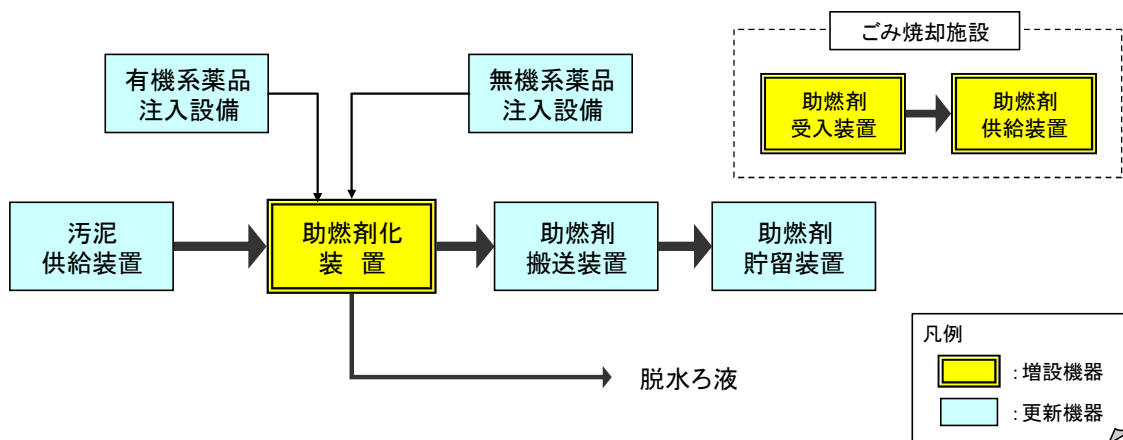 ごみ焼却施設
有機系薬品
注入設備
無機系薬品
注入設備
助燃剤
受入装置
助燃剤
供給装置
汚泥
供給装置
助燃剤化
装　置
助燃剤
搬送装置
助燃剤
貯留装置
脱水ろ液
凡例
：増設機器
：更新機器